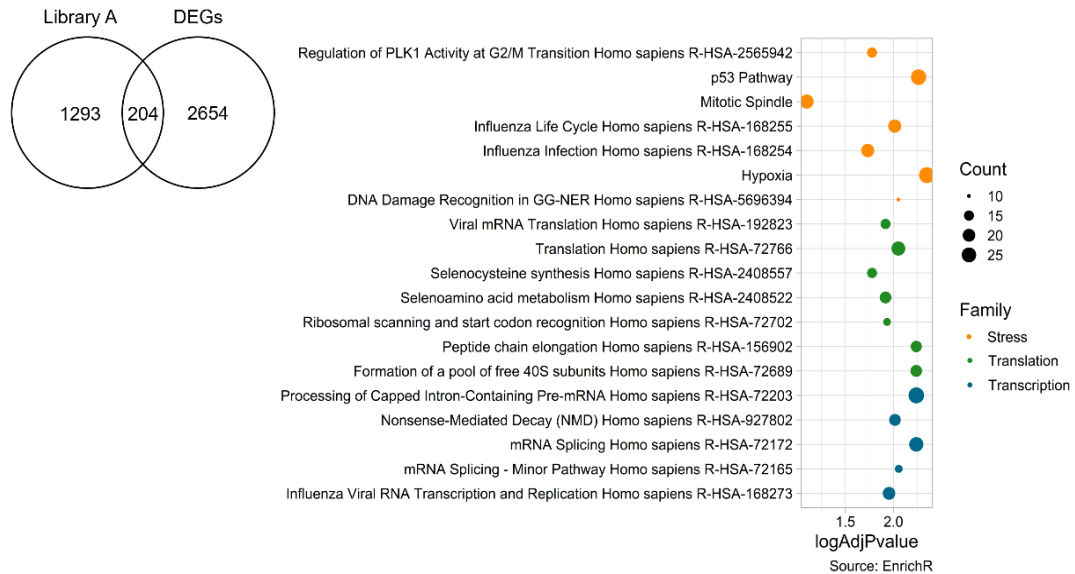 Library A DEGs
1293 204 2654
Regulation of PLK1 Activity at G2/M Transition Homo sapiens R-HSA-2565942
p53 Pathway
Mitotic Spindle
Influenza Life Cycle Homo sapiens R-HSA-168255
Influenza Infection Homo sapiens R-HSA-168254
Hypoxia
DNA Damage Recognition in GG-NER Homo sapiens R-HSA-5696394
Viral mRNA Translation Homo sapiens R-HSA-192823
Translation Homo sapiens R-HSA-72766
Selenocysteine synthesis Homo sapiens R-HSA-2408557
Selenoamino acid metabolism Homo sapiens R-HSA-2408522
Ribosomal scanning and start codon recognition Homo sapiens R-HSA-72702
Peptide chain elongation Homo sapiens R-HSA-156902
Formation of a pool of free 40S subunits Homo sapiens R-HSA-72689
Processing of Capped Intron-Containing Pre-mRNA Homo sapiens R-HSA-72203
Nonsense-Mediated Decay (NMD) Homo sapiens R-HSA-927802
mRNA Splicing Homo sapiens R-HSA-72172
mRNA Splicing - Minor Pathway Homo sapiens R-HSA-72165
Influenza Viral RNA Transcription and Replication Homo sapiens R-HSA-168273
1.5 2.0
logAdjPvalue
Source: EnrichR
Count
10
15
20
25
Family
Stress
Translation
Transcription